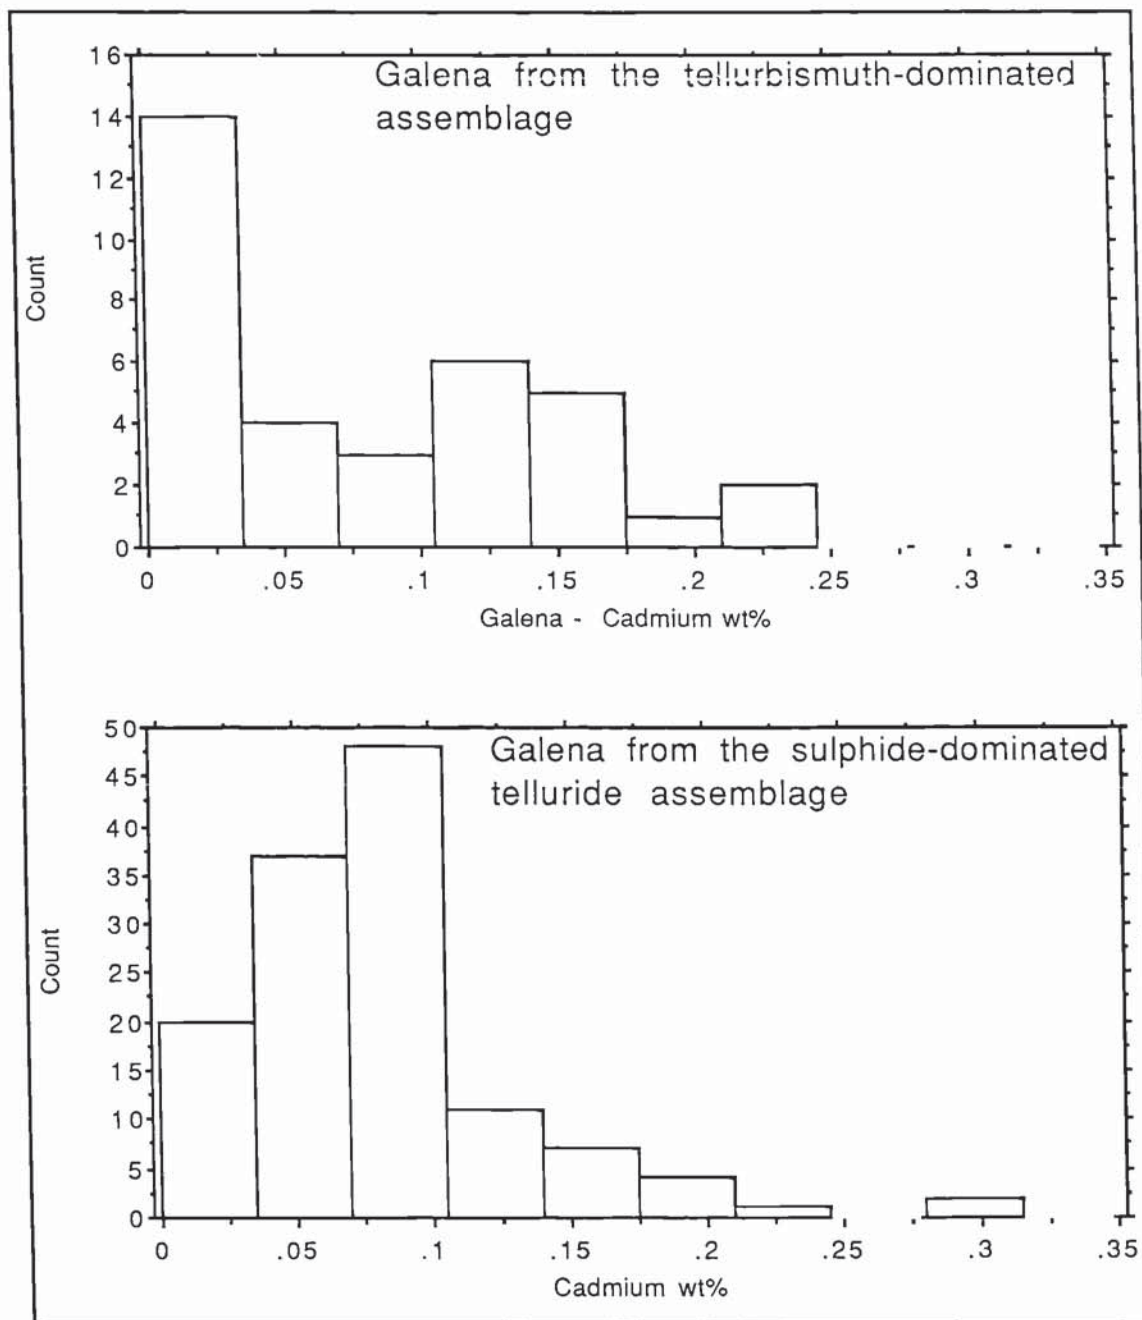 Galena from the tellurbismuth-dominated
assemblage
16
14
12
10
8
6
4
2
0
Count
0 .05 .1 .15 .2 .25 .3 .35
Galena - Cadmium wt%
Galena from the sulphide-dominated
telluride assemblage
50
45
40
35
30
25
20
15
10
5
0
Count
0 .05 .1 .15 .2 .25 .3 .35
Cadmium wt%